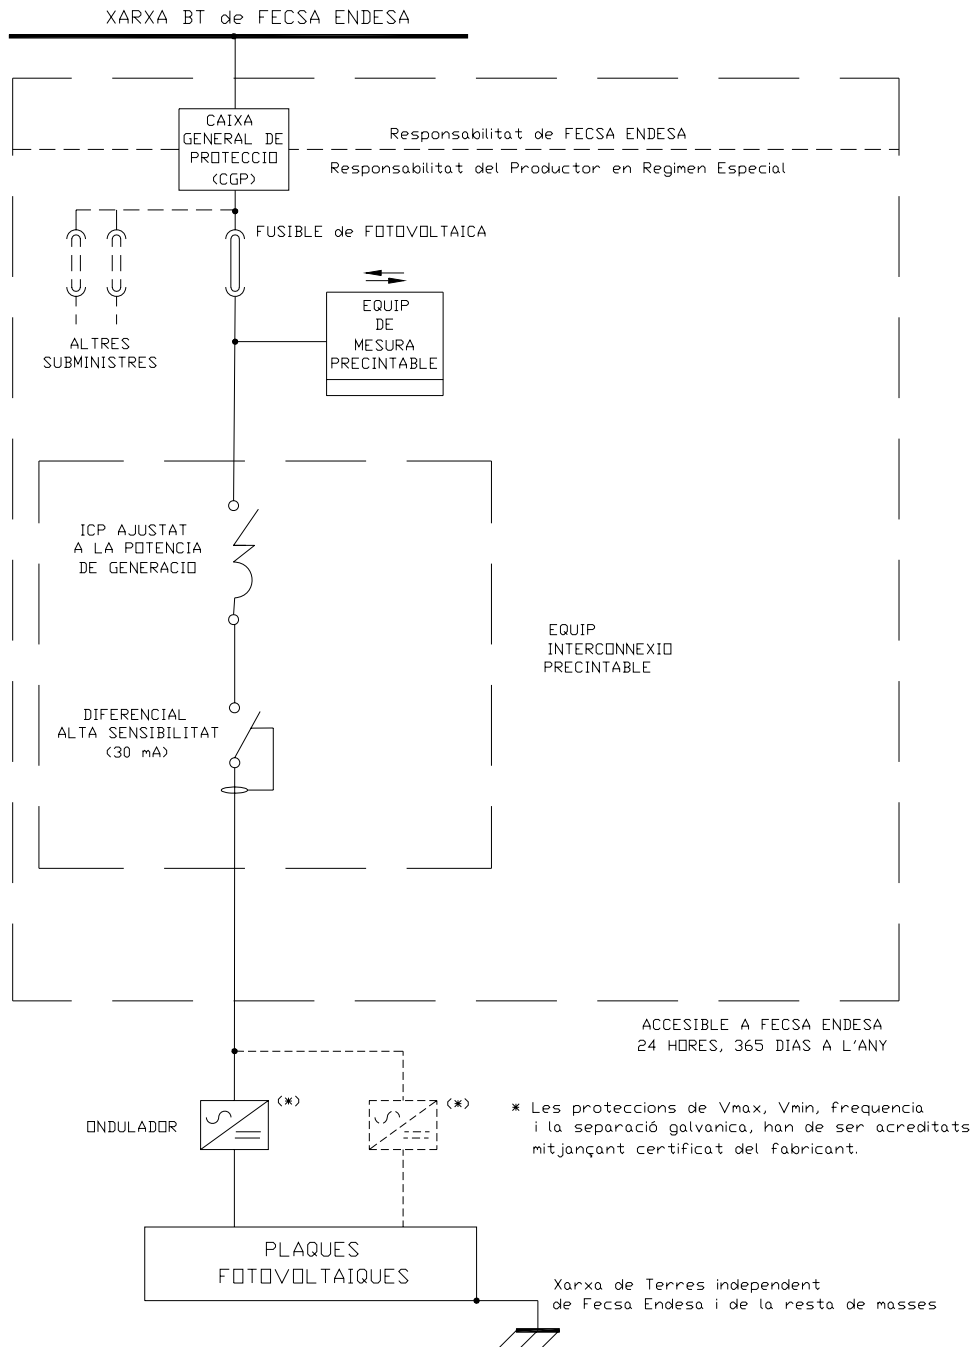 XARXA BT de FECSA ENDESA
CAIXA
GENERAL DE
PROTECCIO
(CGP)
Responsabilitat de FECSA ENDESA
Responsabilitat del Productor en Regimen Especial
FUSIBLE de FOTOVOLTAICA
ALTRES
SUBMINISTRES
EQUIP
DE
MESURA
PRECINTABLE
ICP AJUSTAT
A LA POTENCIA
DE GENERACIO
EQUIP
INTERCONNEXIO
PRECINTABLE
DIFERENCIAL
ALTA SENSIBILITAT
(30 mA)
ACCESIBLE A FECSA ENDESA
24 HORES, 365 DIAS A L'ANY
ONDULADOR
(*)
(*)
* Les proteccions de Vmax, Vmin, frequencia
i la separació galvanica, han de ser acreditats
mitjançant certificat del fabricant.
PLAQUES
FOTOVOLTAIQUES
Xarxa de Terres independent
de Fecsa Endesa i de la resta de masses